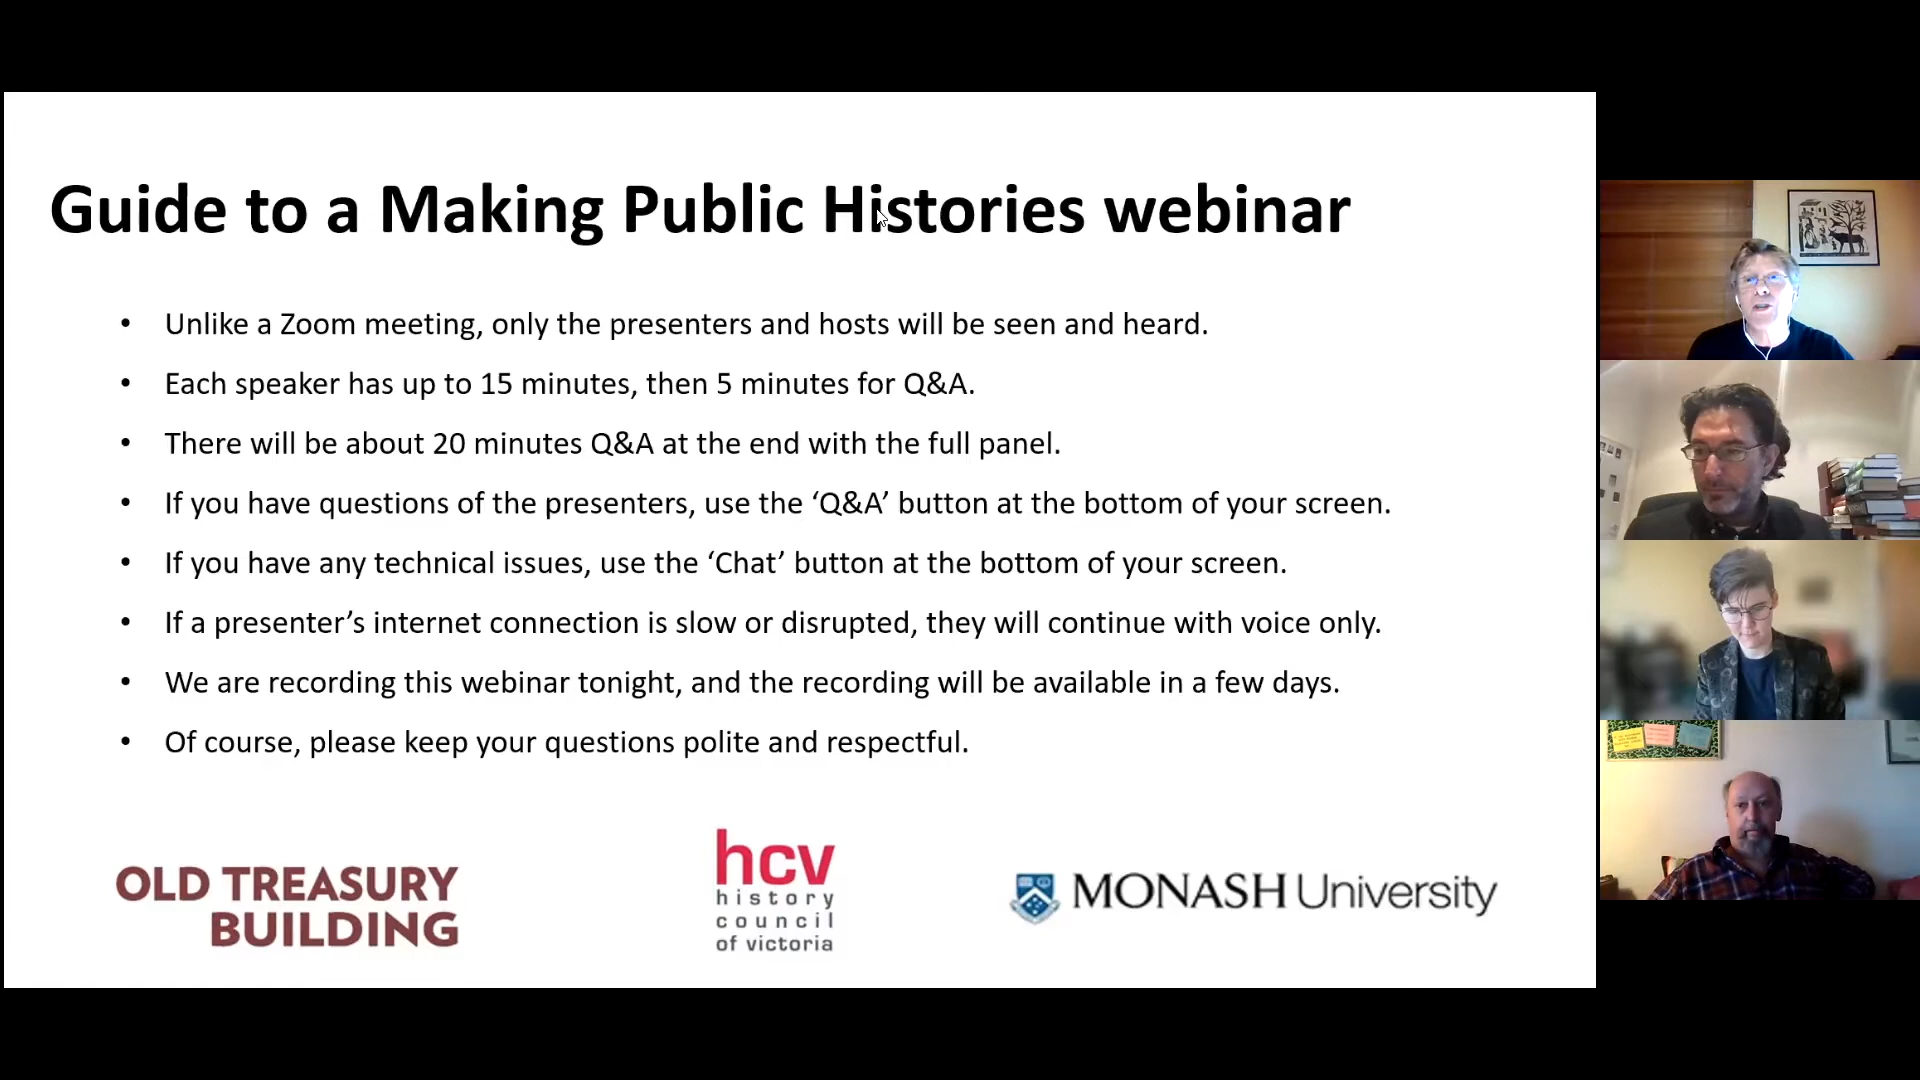 Guide to a Making Public Histories webinar
• Unlike a Zoom meeting, only the presenters and hosts will be seen and heard.
• Each speaker has up to 15 minutes, then 5 minutes for Q&A.
• There will be about 20 minutes Q&A at the end with the full panel.
• If you have questions of the presenters, use the ‘Q&A’ button at the bottom of your screen.
• If you have any technical issues, use the ‘Chat’ button at the bottom of your screen.
• If a presenter’s internet connection is slow or disrupted, they will continue with voice only.
• We are recording this webinar tonight, and the recording will be available in a few days.
• Of course, please keep your questions polite and respectful.
OLD TREASURY
BUILDING
hcv
history
council
of victoria
MONASH University